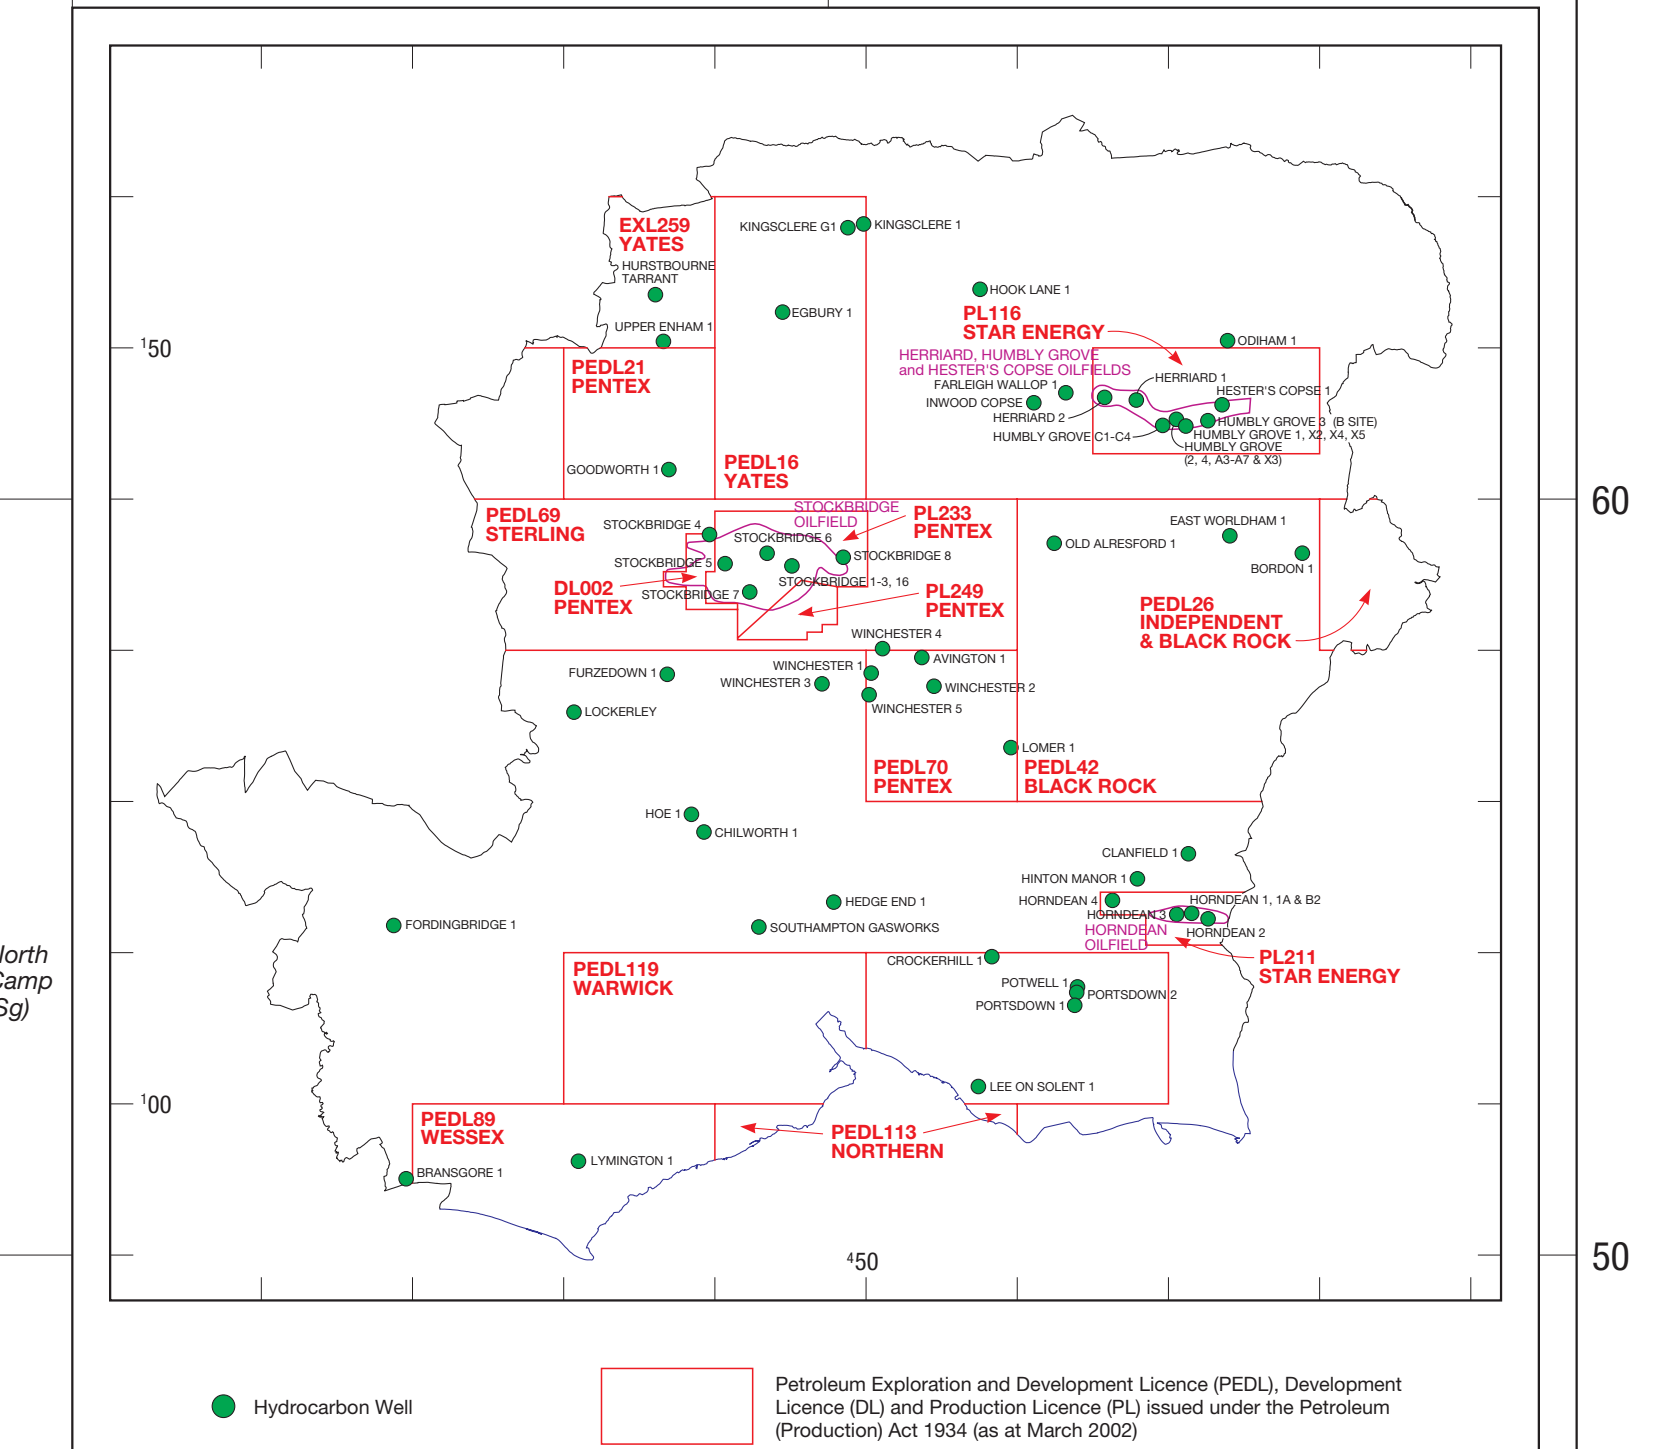 EXL259
YATES
HURSTBOURNE
TARRANT
UPPER ENHAM 1
KINGSCLERE G1
KINGSCLERE 1
EGBURY 1
HOOK LANE 1
PL116
STAR ENERGY
ODIHAM 1
¹50
HERRIARD, HUMBLY GROVE
and HESTER'S COPSE OILFIELDS
PEDL21
PENTEX
FARLEIGH WALLOP 1
HERRIARD 1
INWOOD COPSE
HESTER'S COPSE 1
HERRIARD 2
HUMBLY GROVE 3 (B SITE)
HUMBLY GROVE C1-C4
HUMBLY GROVE 1, X2, X4, X5
HUMBLY GROVE
(2, 4, A3-A7 & X3)
GOODWORTH 1
PEDL16
YATES
60
PEDL69
STERLING
STOCKBRIDGE
OILFIELD
PL233
PENTEX
STOCKBRIDGE 4
STOCKBRIDGE 6
STOCKBRIDGE 5
STOCKBRIDGE 8
STOCKBRIDGE 1-3, 16
STOCKBRIDGE 7
DL002
PENTEX
PL249
PENTEX
OLD ALRESFORD 1
EAST WORLDHAM 1
BORDON 1
PEDL26
INDEPENDENT
& BLACK ROCK
WINCHESTER 4
AVINGTON 1
FURZEDOWN 1
WINCHESTER 1
WINCHESTER 3
WINCHESTER 2
WINCHESTER 5
LOCKERLEY
LOMER 1
PEDL70
PENTEX
PEDL42
BLACK ROCK
HOE 1
CHILWORTH 1
CLANFIELD 1
HINTON MANOR 1
HORNDEAN 4
HORNDEAN 1, 1A & B2
HORNDEAN 3
HORNDEAN 2
HORNDEAN
OILFIELD
HEDGE END 1
FORDINGBRIDGE 1
SOUTHAMPTON GASWORKS
PL211
STAR ENERGY
orth
Camp
Sg)
PEDL119
WARWICK
CROCKERHILL 1
POTWELL 1
PORTSDOWN 2
PORTSDOWN 1
LEE ON SOLENT 1
¹00
PEDL89
WESSEX
PEDL113
NORTHERN
LYMINGTON 1
BRANSGORE 1
⁴50
50
Hydrocarbon Well
Petroleum Exploration and Development Licence (PEDL), Development
Licence (DL) and Production Licence (PL) issued under the Petroleum
(Production) Act 1934 (as at March 2002)